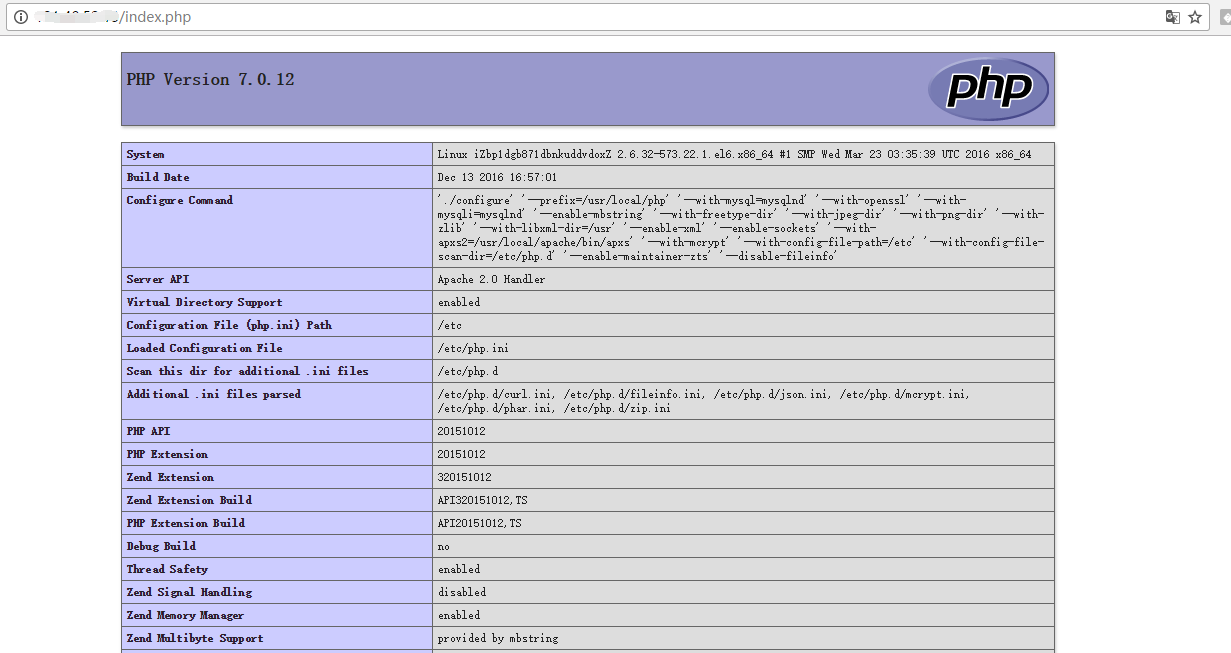 /index.php
PHP Version 7.0.12
php
System Linux iZbp1dgb871dbnkuddvdoxZ 2.6.32-573.22.1.el6.x86_64 #1 SMP Wed Mar 23 03:35:39 UTC 2016 x86_64
Build Date Dec 13 2016 16:57:01
Configure Command './configure' '--prefix=/usr/local/php' '--with-mysql=mysqlnd' '--with-openssl' '--with-
mysqli=mysqlnd' '--enable-mbstring' '--with-freetype-dir' '--with-jpeg-dir' '--with-png-dir' '--with-
zlib' '--with-libxml-dir=/usr' '--enable-xml' '--enable-sockets' '--with-
apxs2=/usr/local/apache/bin/apxs' '--with-mcrypt' '--with-config-file-path=/etc' '--with-config-file-
scan-dir=/etc/php.d' '--enable-maintainer-zts' '--disable-fileinfo'
Server API Apache 2.0 Handler
Virtual Directory Support enabled
Configuration File (php.ini) Path /etc
Loaded Configuration File /etc/php.ini
Scan this dir for additional .ini files /etc/php.d
Additional .ini files parsed /etc/php.d/curl.ini, /etc/php.d/fileinfo.ini, /etc/php.d/json.ini, /etc/php.d/mcrypt.ini,
/etc/php.d/phar.ini, /etc/php.d/zip.ini
PHP API 20151012
PHP Extension 20151012
Zend Extension 320151012
Zend Extension Build API320151012,TS
PHP Extension Build API20151012,TS
Debug Build no
Thread Safety enabled
Zend Signal Handling disabled
Zend Memory Manager enabled
Zend Multibyte Support provided by mbstring